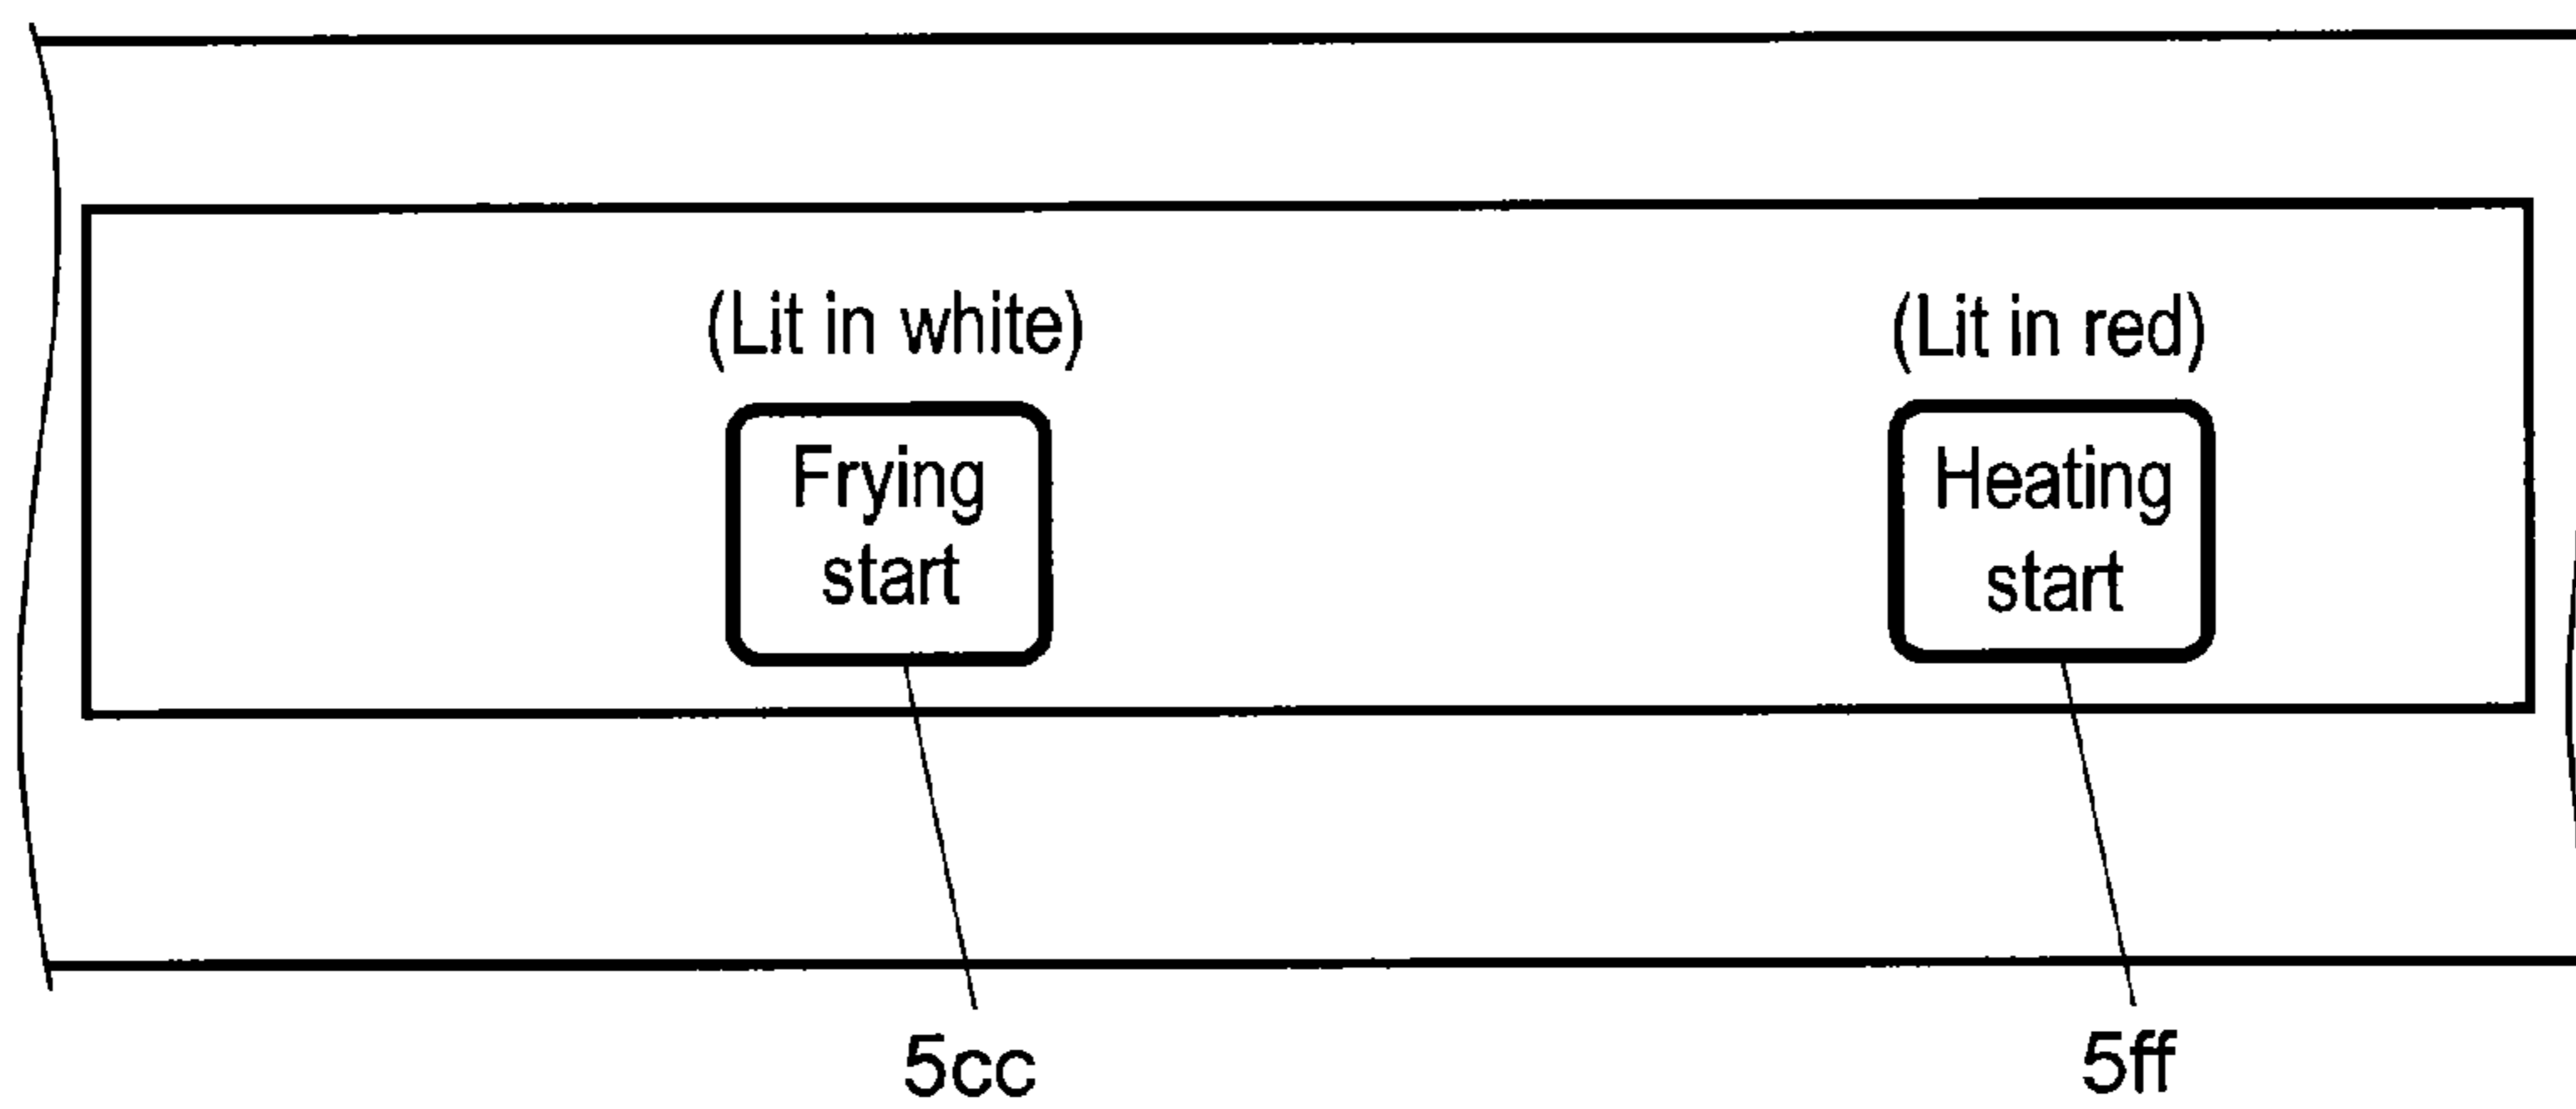 (Lit in white)
(Lit in red)
Frying
start
Heating
start
5cc
5ff